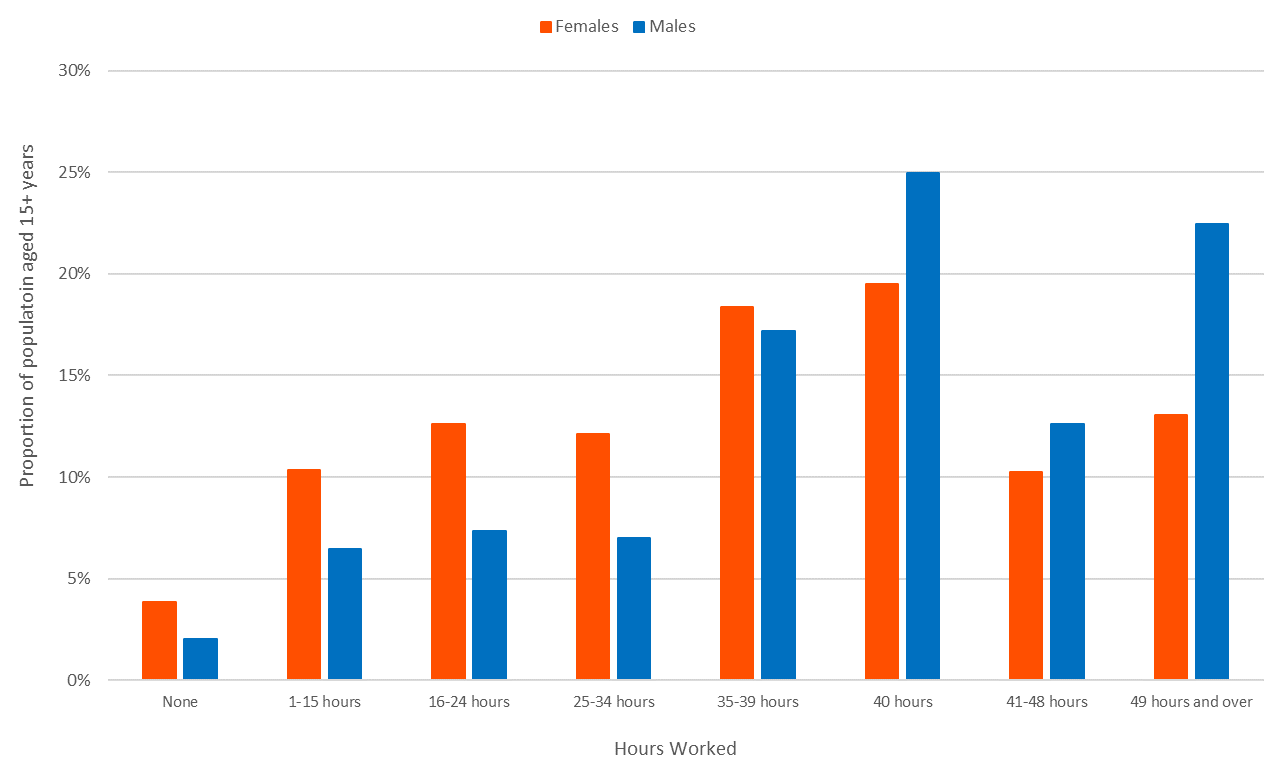 Females Males
30%
25%
20%
15%
10%
5%
0%
Proportion of populatoin aged 15+ years
None 1-15 hours 16-24 hours 25-34 hours 35-39 hours 40 hours 41-48 hours 49 hours and over
Hours Worked